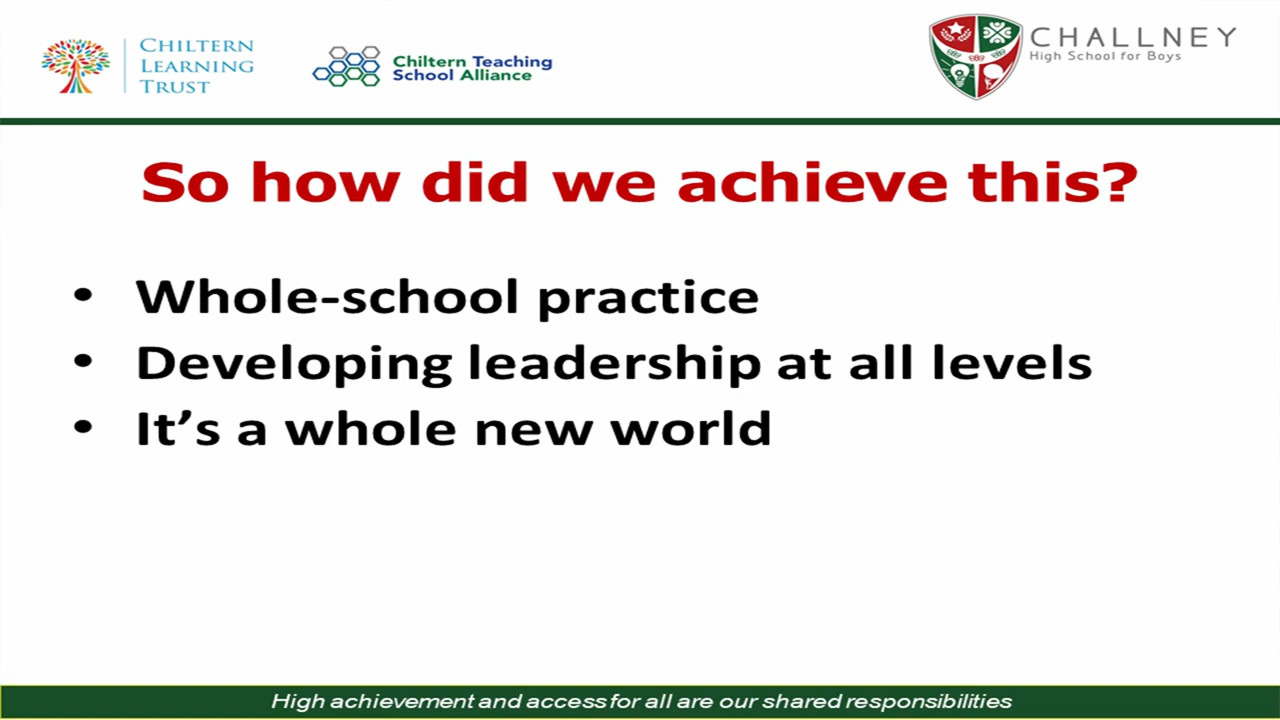 CHILTERN
LEARNING
TRUST
Chiltern Teaching
School Alliance
CHALLNEY
High School for Boys
So how did we achieve this?
• Whole-school practice
• Developing leadership at all levels
• It’s a whole new world
High achievement and access for all are our shared responsibilities